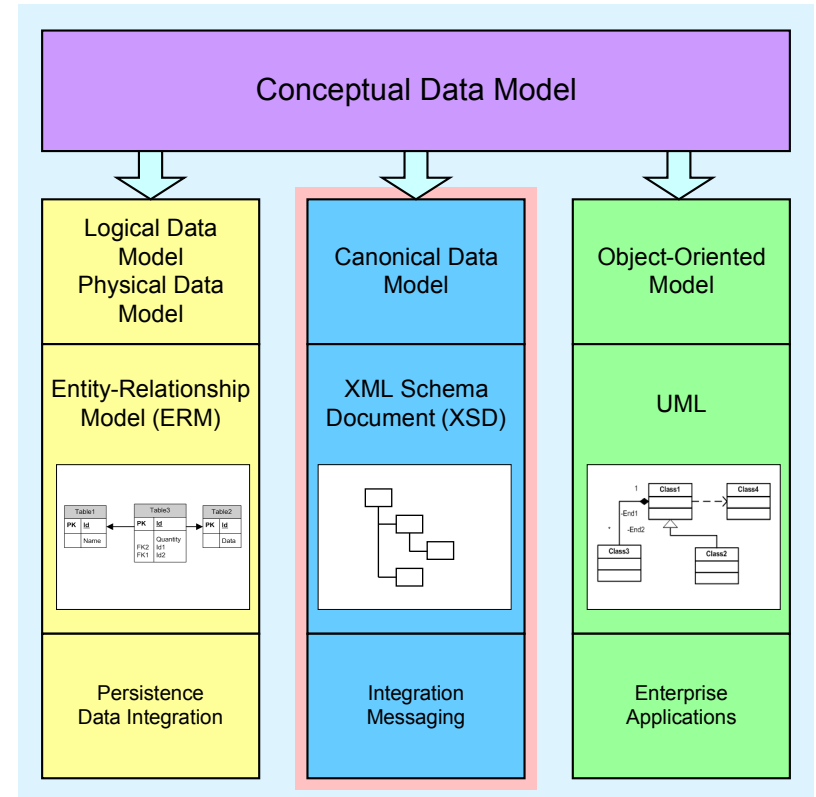 Conceptual Data Model
Logical Data
Model
Physical Data
Model
Entity-Relationship
Model (ERM)
Table1
PK Id
Name
Table3
PK Id
Quantity
FK2 Id1
FK1 Id2
Table2
PK Id
Data
Persistence
Data Integration
Canonical Data
Model
XML Schema
Document (XSD)
Integration
Messaging
Object-Oriented
Model
UML
1
Class1
Class4
-End1
*
-End2
Class3
Class2
Enterprise
Applications